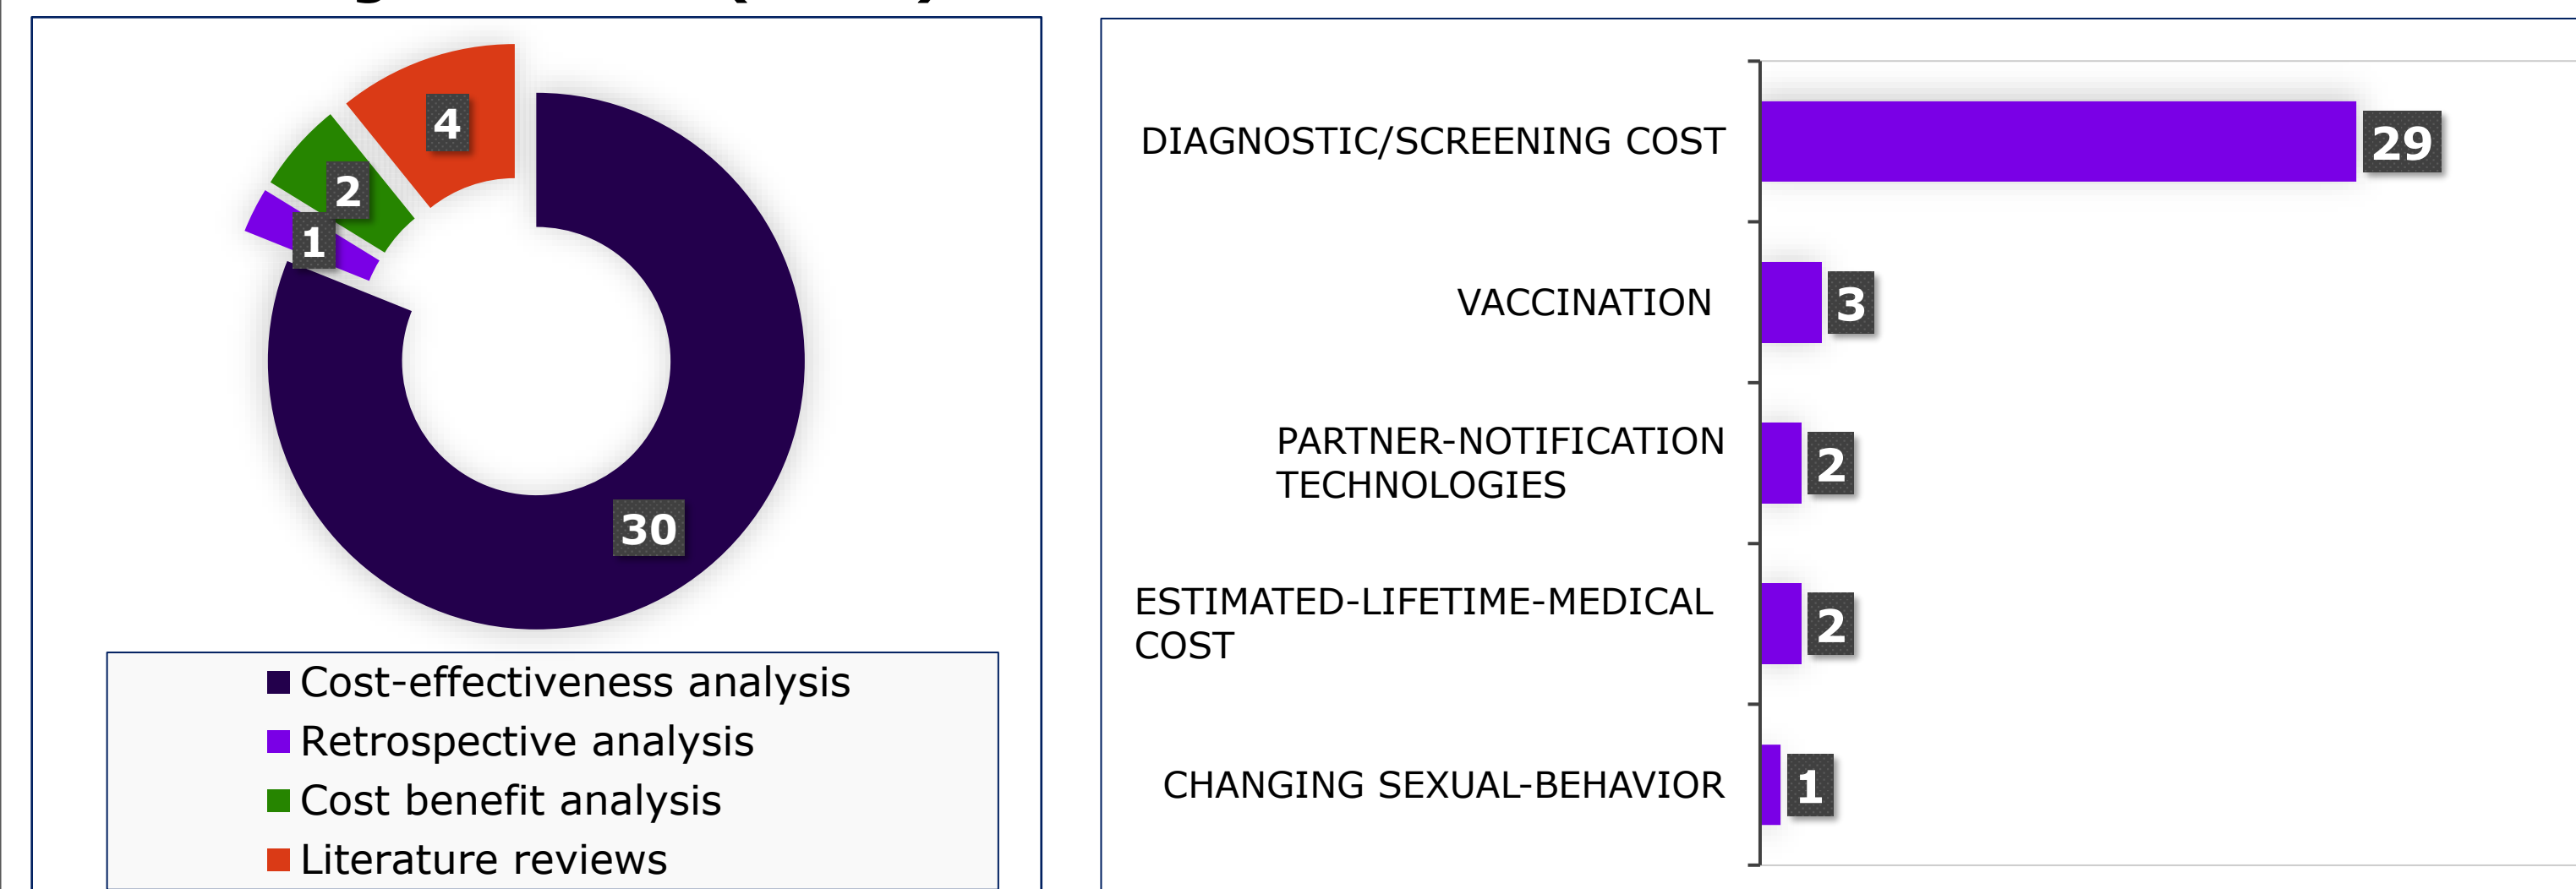 4
2
1
30
Cost-effectiveness analysis
Retrospective analysis
Cost benefit analysis
Literature reviews
DIAGNOSTIC/SCREENING COST
29
VACCINATION
3
PARTNER-NOTIFICATION
TECHNOLOGIES
2
ESTIMATED-LIFETIME-MEDICAL
COST
2
CHANGING SEXUAL-BEHAVIOR
1